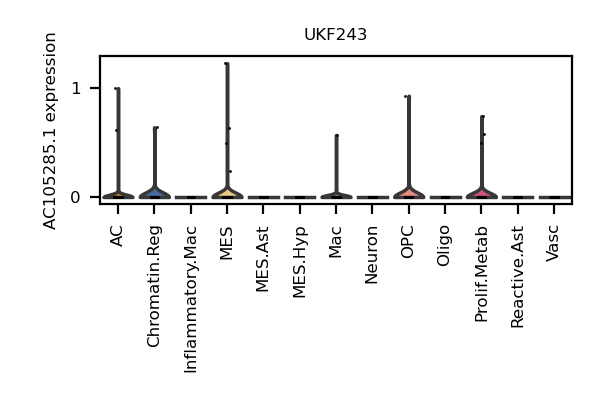 UKF243
AC105285.1 expression
1
0
AC
Chromatin.Reg
Inflammatory.Mac
MES
MES.Ast
MES.Hyp
Mac
Neuron
OPC
Oligo
Prolif.Metab
Reactive.Ast
Vasc